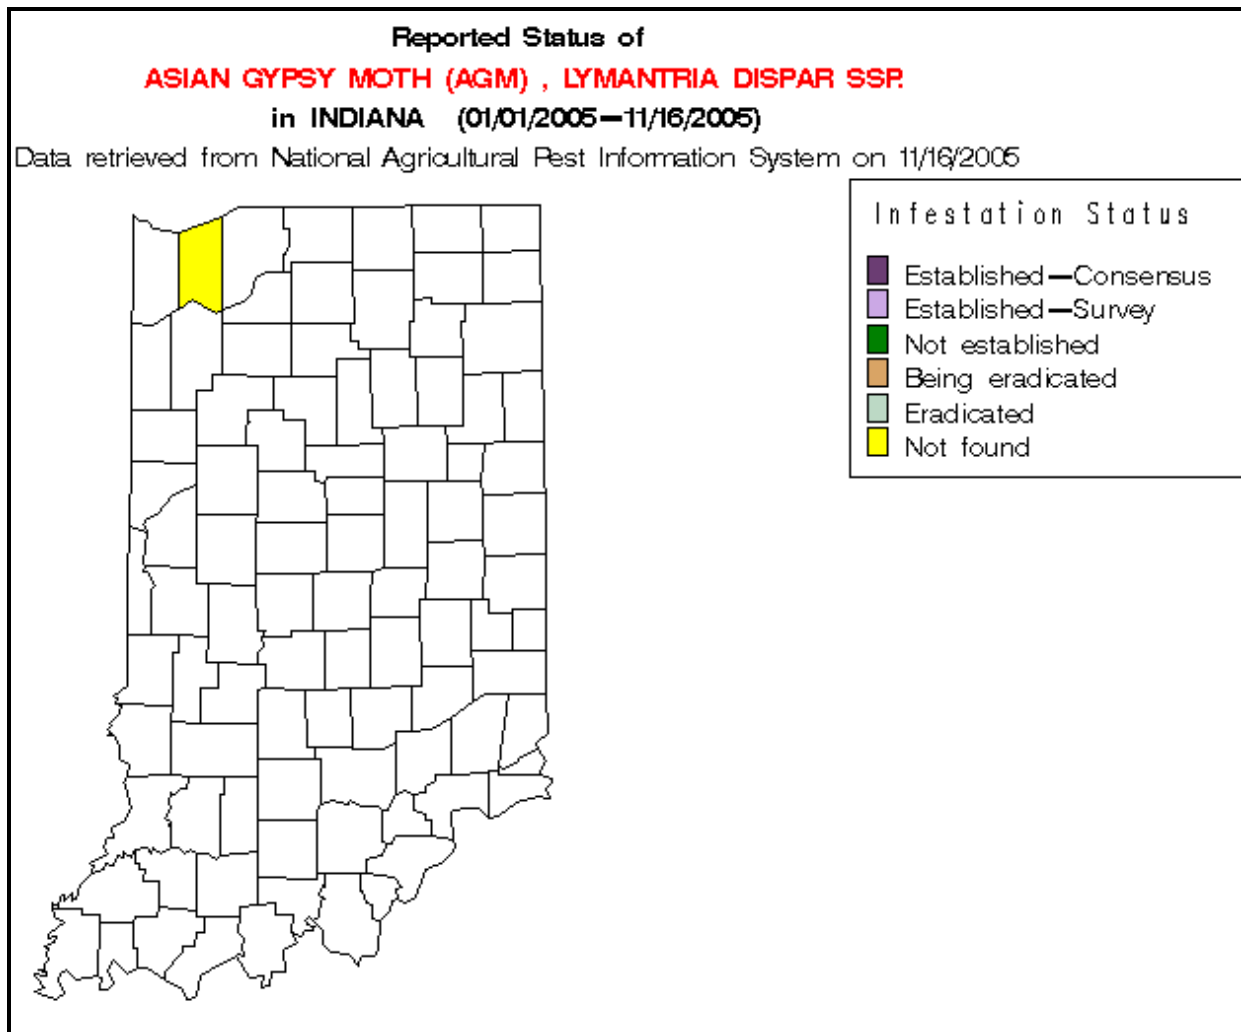 Reported Status of
ASIAN GYPSY MOTH (AGM) , LYMANTRIA DISPAR SSP.
in INDIANA (01/01/2005—11/16/2005)
Data retrieved from National Agricultural Pest Information System on 11/16/2005
Infestation Status
Established—Consensus
Established—Survey
Not established
Being eradicated
Eradicated
Not found